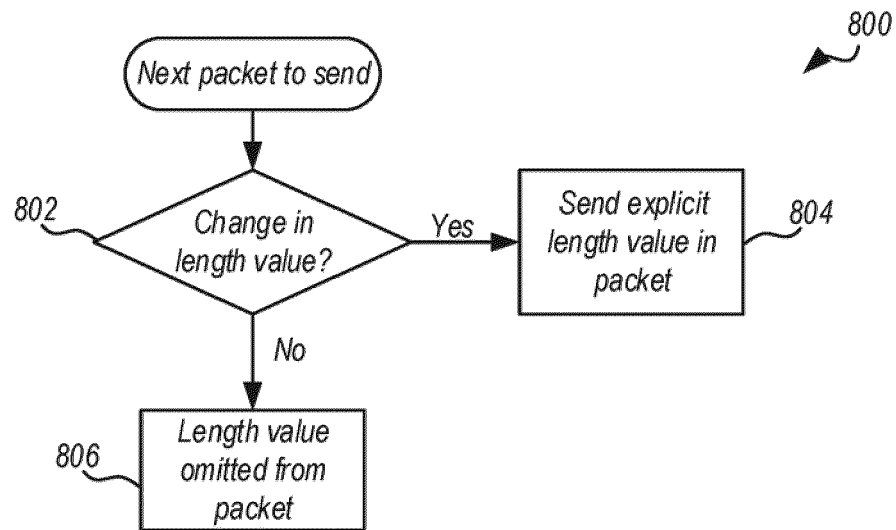 800
Next packet to send
802
Change in
length value?
Yes
Send explicit
length value in
packet
804
No
806
Length value
omitted from
packet